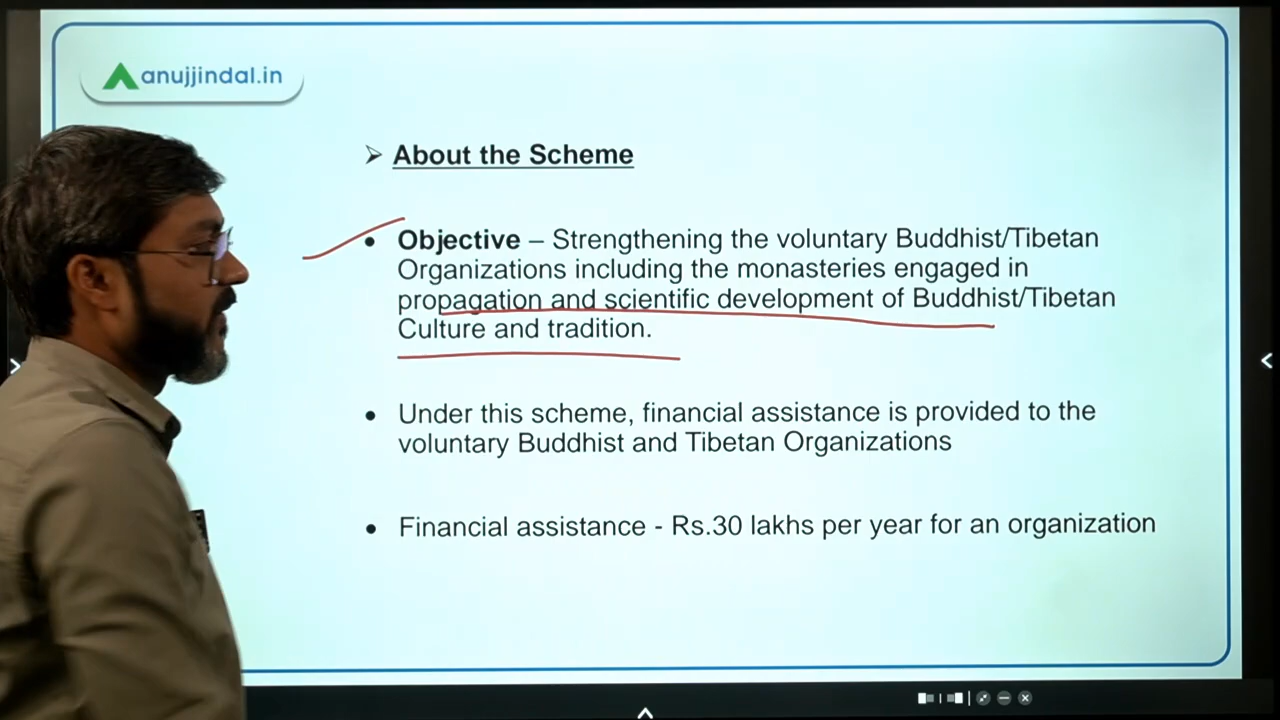 anujjindal.in
About the Scheme
Objective – Strengthening the voluntary Buddhist/Tibetan
Organizations including the monasteries engaged in
propagation and scientific development of Buddhist/Tibetan
Culture and tradition.
Under this scheme, financial assistance is provided to the
voluntary Buddhist and Tibetan Organizations
Financial assistance - Rs.30 lakhs per year for an organization